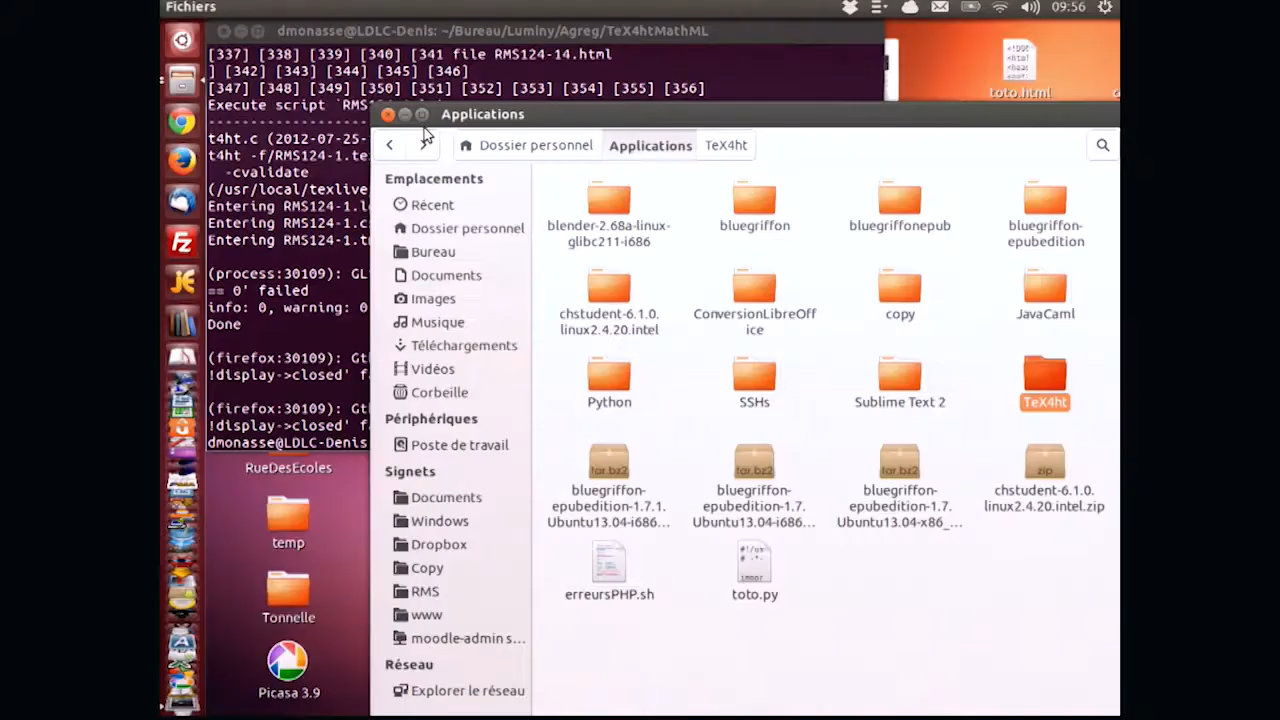 Fichiers
09:56
dmonasse@LDLC-Denis: ~/Bureau/Luminy/Agreg/TeX4htMathML
[337] [338] [339] [340] [341 file RMS124-14.html
] [342] [343] [344] [345] [346]
[347] [348] [349] [350] [351] [352] [353] [354] [355] [356]
Execute script `RMS
t4ht.c (2012-07-25-
t4ht -f/RMS124-1.te
-cvalidate
(/usr/local/texlive
Entering RMS124-1.l
Entering RMS124-1.c
Entering RMS124-1.t
(process:30109): GL
== 0' failed
info: 0, warning: 0
Done
(firefox:30109): Gt
!display->closed' f
(firefox:30109): Gt
!display->closed' f
dmonasse@LDLC-Denis
toto.html
RueDesEcoles
temp
Tonnelle
Picasa 3.9
Applications
Dossier personnel
Applications
TeX4ht
Emplacements
Récent
Dossier personnel
Bureau
Documents
Images
Musique
Téléchargements
Vidéos
Corbeille
Périphériques
Poste de travail
Signets
Documents
Windows
Dropbox
Copy
RMS
www
moodle-admin s...
Réseau
Explorer le réseau
blender-2.68a-linux-
glibc211-i686
bluegriffon
bluegriffonepub
bluegriffon-
epubedition
chstudent-6.1.0.
linux2.4.20.intel
ConversionLibreOff
ice
copy
JavaCaml
Python
SSHs
Sublime Text 2
TeX4ht
tar.bz2
bluegriffon-
epubedition-1.7.1.
Ubuntu13.04-i686...
tar.bz2
bluegriffon-
epubedition-1.7.
Ubuntu13.04-i686...
tar.bz2
bluegriffon-
epubedition-1.7.
Ubuntu13.04-x86_...
zip
chstudent-6.1.0.
linux2.4.20.intel.zip
erreursPHP.sh
toto.py